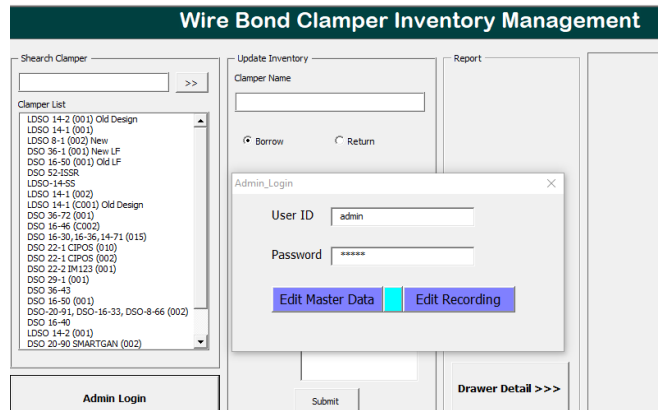 Wire Bond Clamper Inventory Management
Shearch Clamper
>>
Clamper List
LDSO 14-2 (001) Old Design
LDSO 14-1 (001)
LDSO 8-1 (002) New
DSO 36-1 (001) New LF
DSO 16-50 (001) Old LF
DSO 52-ISSR
LDSO-14-SS
LDSO 14-1 (002)
LDSO 14-1 (C001) Old Design
DSO 36-72 (001)
DSO 16-46 (C002)
DSO 16-30,16-36,14-71 (015)
DSO 22-1 CIPOS (010)
DSO 22-1 CIPOS (002)
DSO 22-2 IM123 (001)
DSO 29-1 (001)
DSO 36-43
DSO 16-50 (001)
DSO-20-91, DSO-16-33, DSO-8-66 (002)
DSO 16-40
LDSO 14-2 (001)
DSO 20-90 SMARTGAN (002)
Admin Login
Update Inventory
Clamper Name
Borrow
Return
Submit
Report
Drawer Detail >>>
Admin_Login
User ID
admin
Password
*****
Edit Master Data
Edit Recording